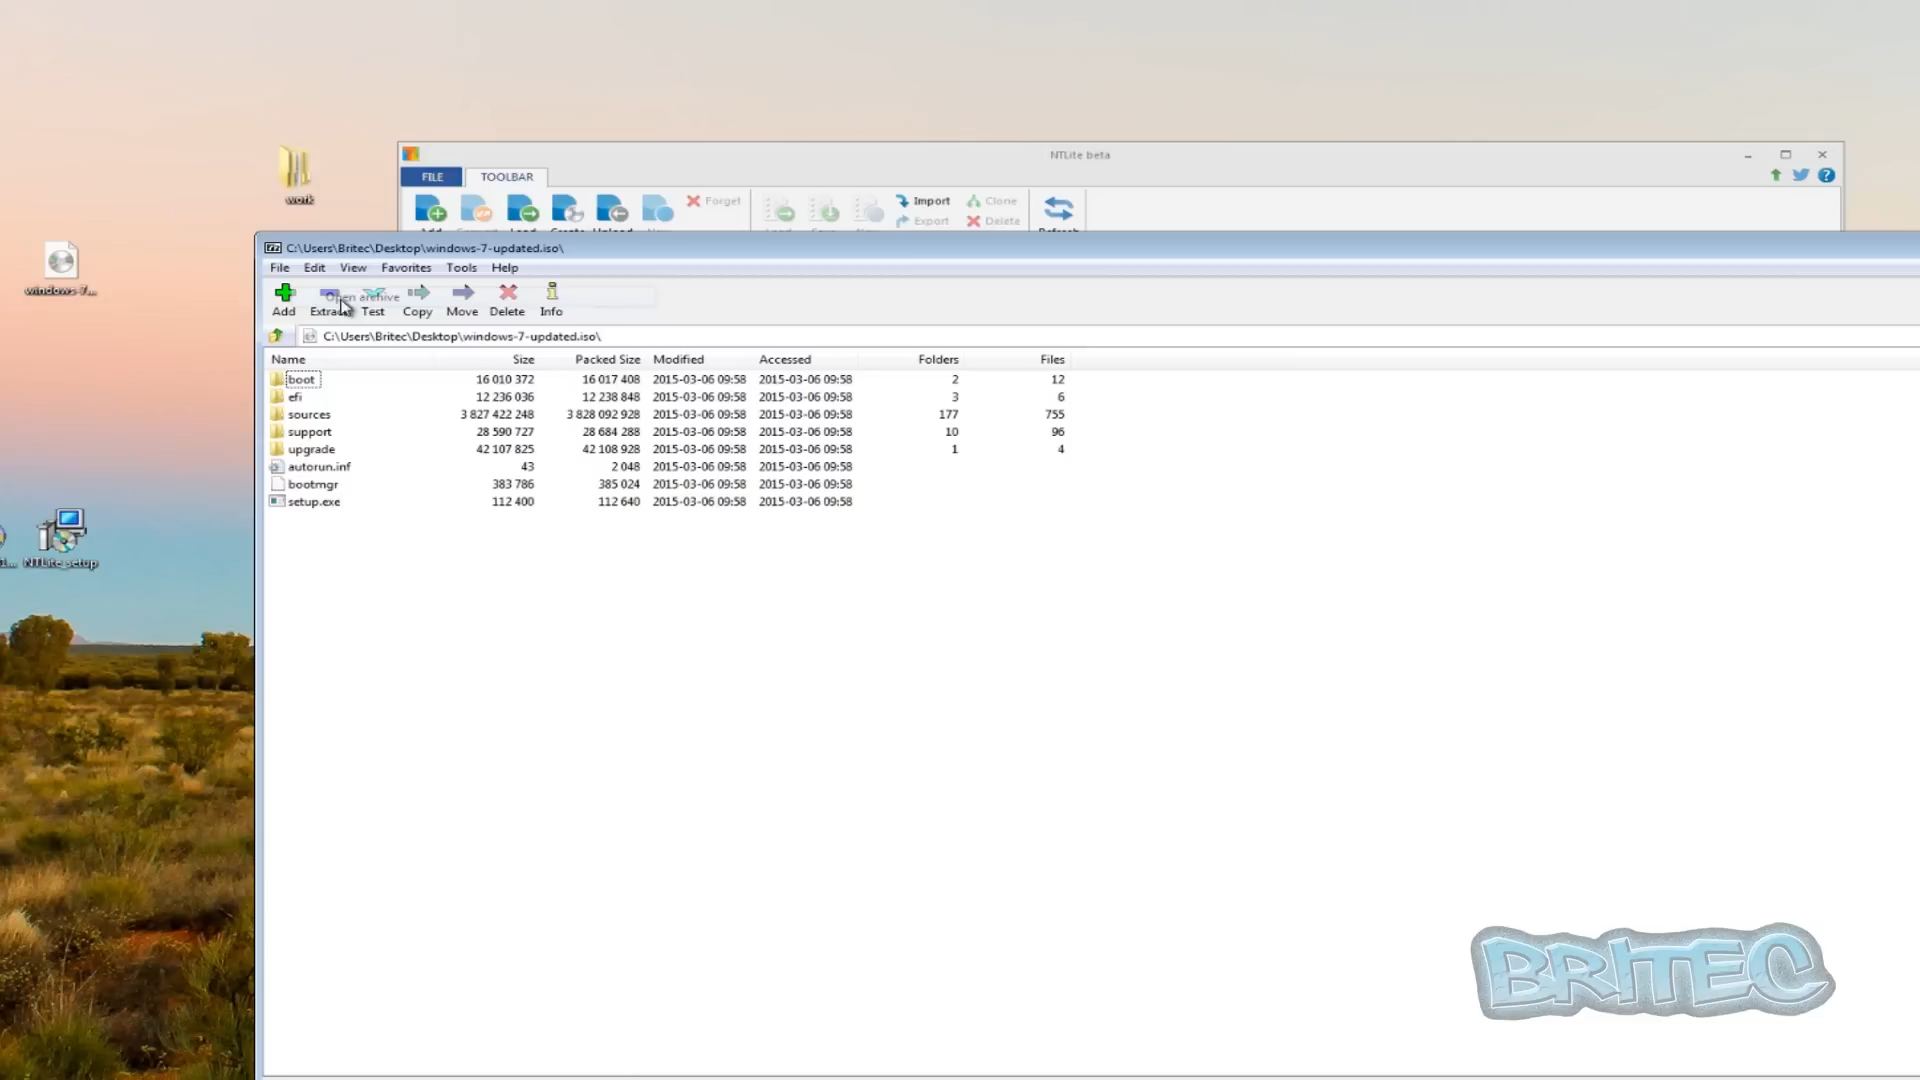 work
NTLite beta
FILE TOOLBAR
Forget Import Clone
Export Delete
windows-7...
C:\Users\Britec\Desktop\windows-7-updated.iso\
File Edit View Favorites Tools Help
Open archive
Add Extract Test Copy Move Delete Info
C:\Users\Britec\Desktop\windows-7-updated.iso\
Name Size Packed Size Modified Accessed Folders Files
boot 16 010 372 16 017 408 2015-03-06 09:58 2015-03-06 09:58 2 12
efi 12 236 036 12 238 848 2015-03-06 09:58 2015-03-06 09:58 3 6
sources 3 827 422 248 3 828 092 928 2015-03-06 09:58 2015-03-06 09:58 177 755
support 28 590 727 28 684 288 2015-03-06 09:58 2015-03-06 09:58 10 96
upgrade 42 107 825 42 108 928 2015-03-06 09:58 2015-03-06 09:58 1 4
autorun.inf 43 2 048 2015-03-06 09:58 2015-03-06 09:58
bootmgr 383 786 385 024 2015-03-06 09:58 2015-03-06 09:58
setup.exe 112 400 112 640 2015-03-06 09:58 2015-03-06 09:58
NTLite_setup
BRITEC